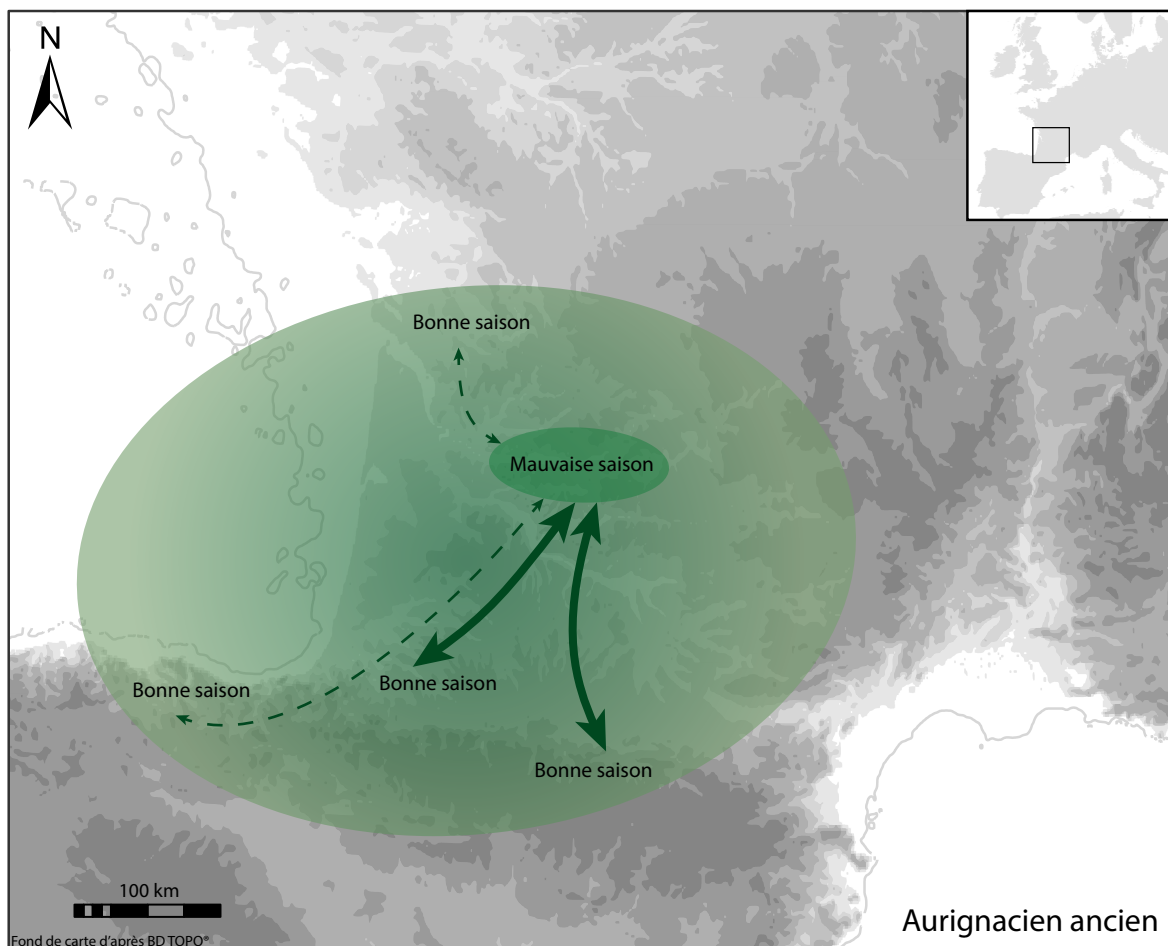 N
Bonne saison
Mauvaise saison
Bonne saison
Bonne saison
Bonne saison
100 km
Aurignacien ancien
Fond de carte d'après BD TOPO®